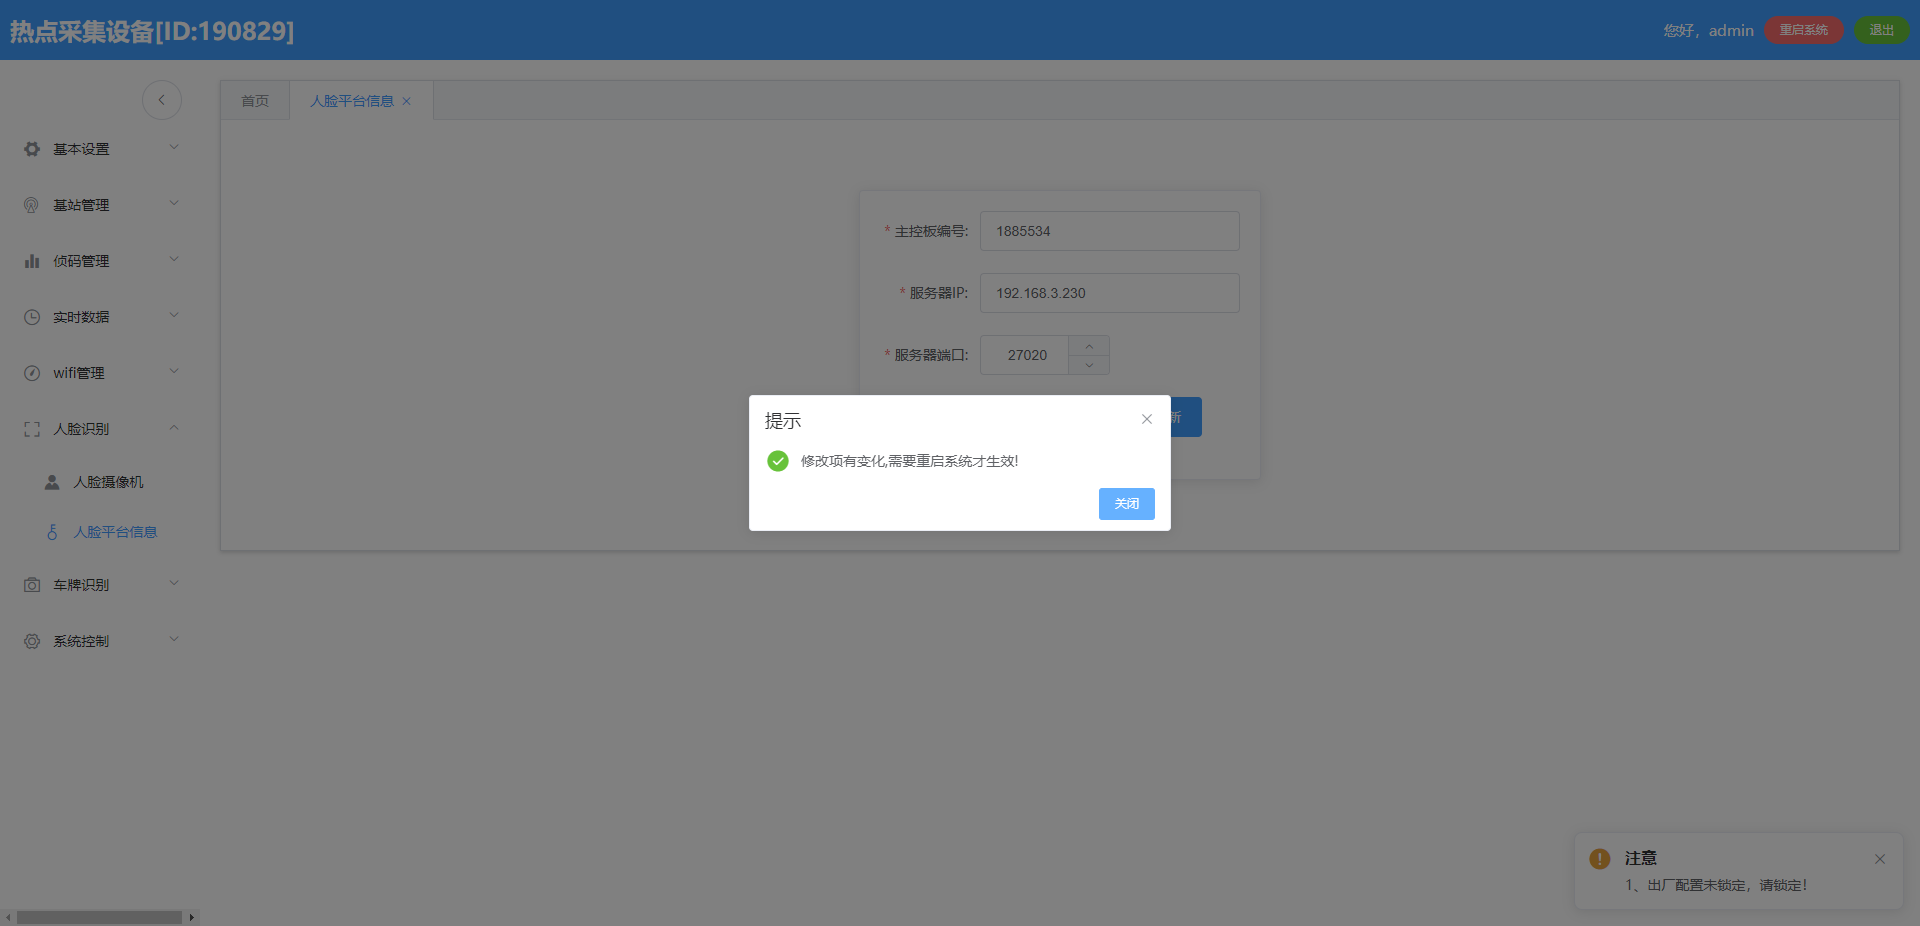 热点采集设备[ID:190829]
您好，admin
重启系统
退出
首页
人脸平台信息
基本设置
基站管理
侦码管理
实时数据
wifi管理
人脸识别
人脸摄像机
人脸平台信息
车牌识别
系统控制
* 主控板编号: 1885534
* 服务器IP: 192.168.3.230
* 服务器端口: 27020
新
提示
修改项有变化,需要重启系统才生效!
关闭
注意
1、出厂配置未锁定，请锁定！